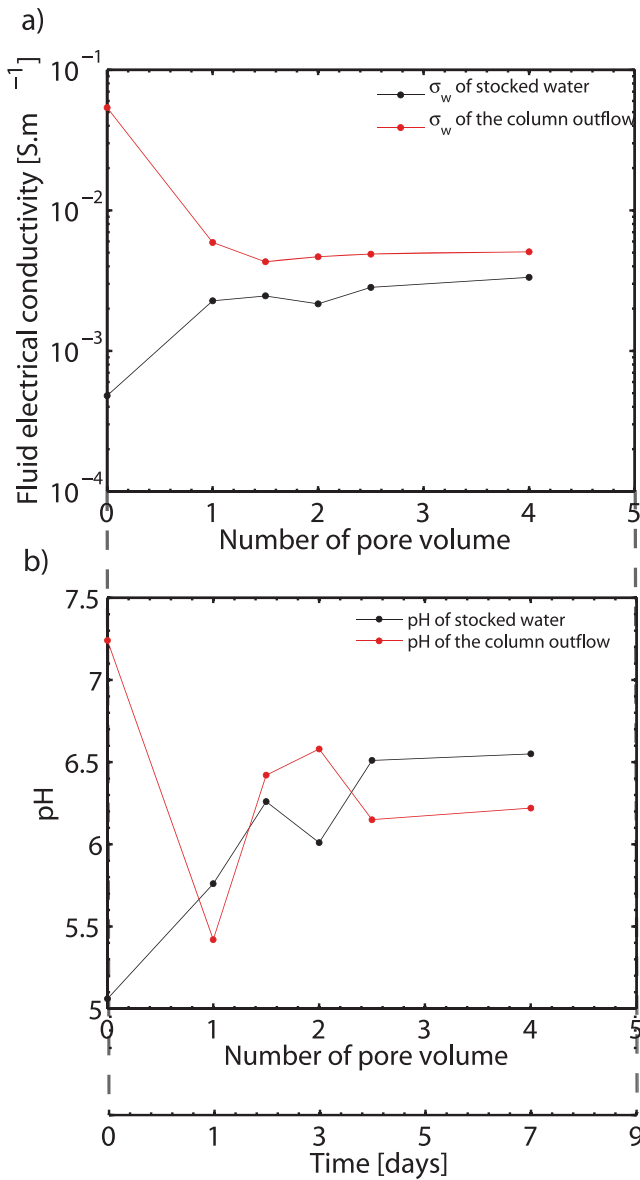 a)
Fluid electrical conductivity [S.m⁻¹]
10⁻¹
10⁻²
10⁻³
10⁻⁴
σw of stocked water
σw of the column outflow
0 1 2 3 4 5
Number of pore volume
b)
pH
7.5
7
6.5
6
5.5
5
pH of stocked water
pH of the column outflow
0 1 2 3 4 5
Number of pore volume
0 1 3 5 7 9
Time [days]